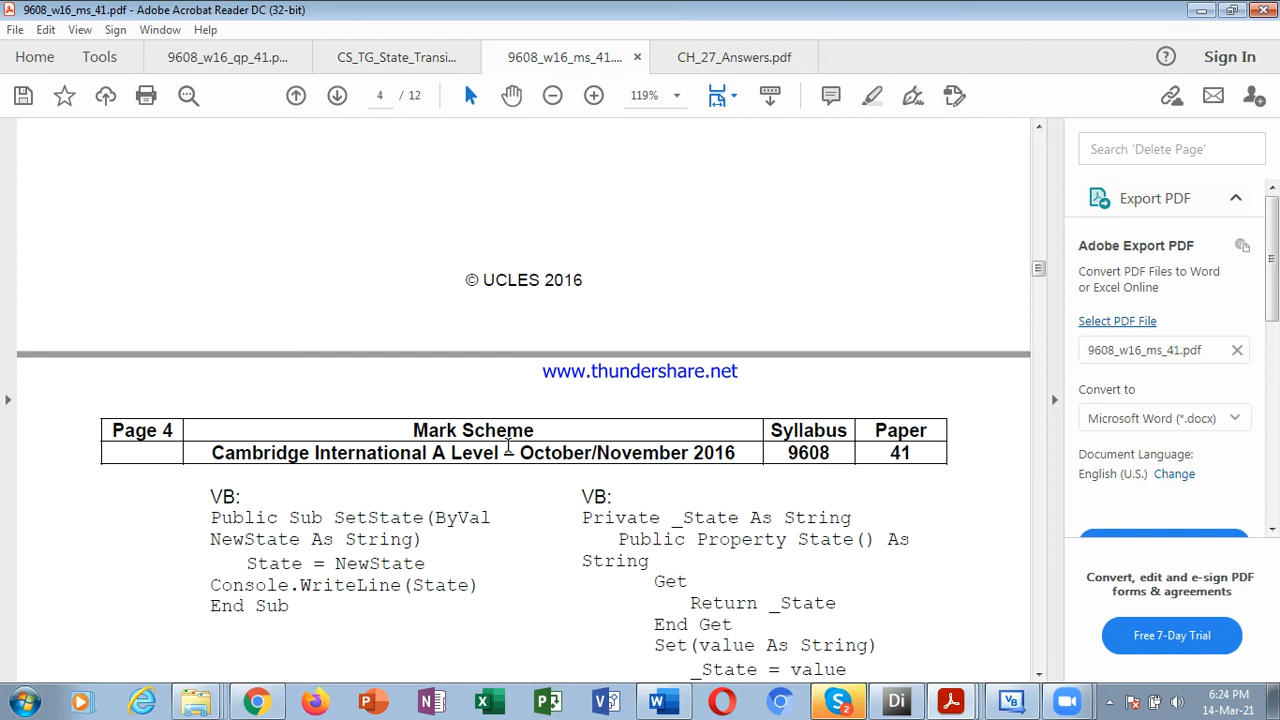 9608_w16_ms_41.pdf - Adobe Acrobat Reader DC (32-bit)
File Edit View Sign Window Help
Home Tools 9608_w16_qp_41.p... CS_TG_State_Transi... 9608_w16_ms_41.... × CH_27_Answers.pdf Sign In
4 / 12 119%
Search 'Delete Page'
Export PDF
Adobe Export PDF
Convert PDF Files to Word
or Excel Online
Select PDF File
9608_w16_ms_41.pdf
Convert to
Microsoft Word (*.docx)
Document Language:
English (U.S.) Change
Convert, edit and e-sign PDF
forms & agreements
Free 7-Day Trial
© UCLES 2016
www.thundershare.net
Page 4 Mark Scheme Syllabus Paper
Cambridge International A Level – October/November 2016 9608 41
VB:
Public Sub SetState(ByVal
NewState As String)
State = NewState
Console.WriteLine(State)
End Sub
VB:
Private _State As String
Public Property State() As
String
Get
Return _State
End Get
Set(value As String)
_State = value
Di
2
6:24 PM
14-Mar-21